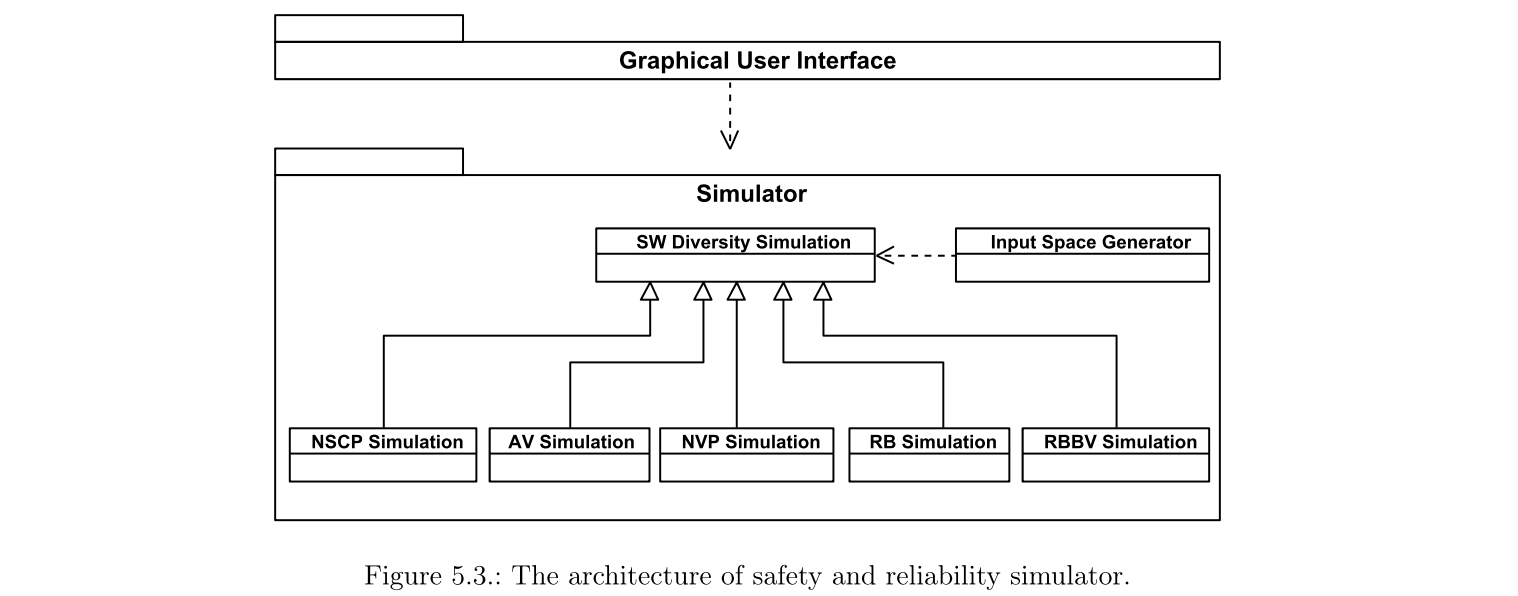 Graphical User Interface
Simulator
SW Diversity Simulation
Input Space Generator
NSCP Simulation
AV Simulation
NVP Simulation
RB Simulation
RBBV Simulation
Figure 5.3.: The architecture of safety and reliability simulator.